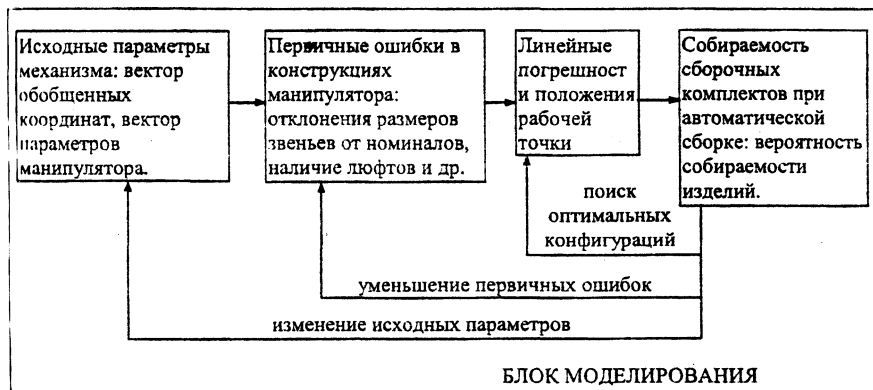 Исходные параметры
механизма: вектор
обобщенных
координат, вектор
параметров
манипулятора.
Первичные ошибки в
конструкциях
манипулятора:
отклонения размеров
звеньев от номиналов,
наличие люфтов и др.
Линейные
погрешност
и положения
рабочей
точки
Собираемость
сборочных
комплектов при
автоматической
сборке: вероятность
собираемости
изделий.
поиск
оптимальных
конфигураций
уменьшение первичных ошибок
изменение исходных параметров
БЛОК МОДЕЛИРОВАНИЯ